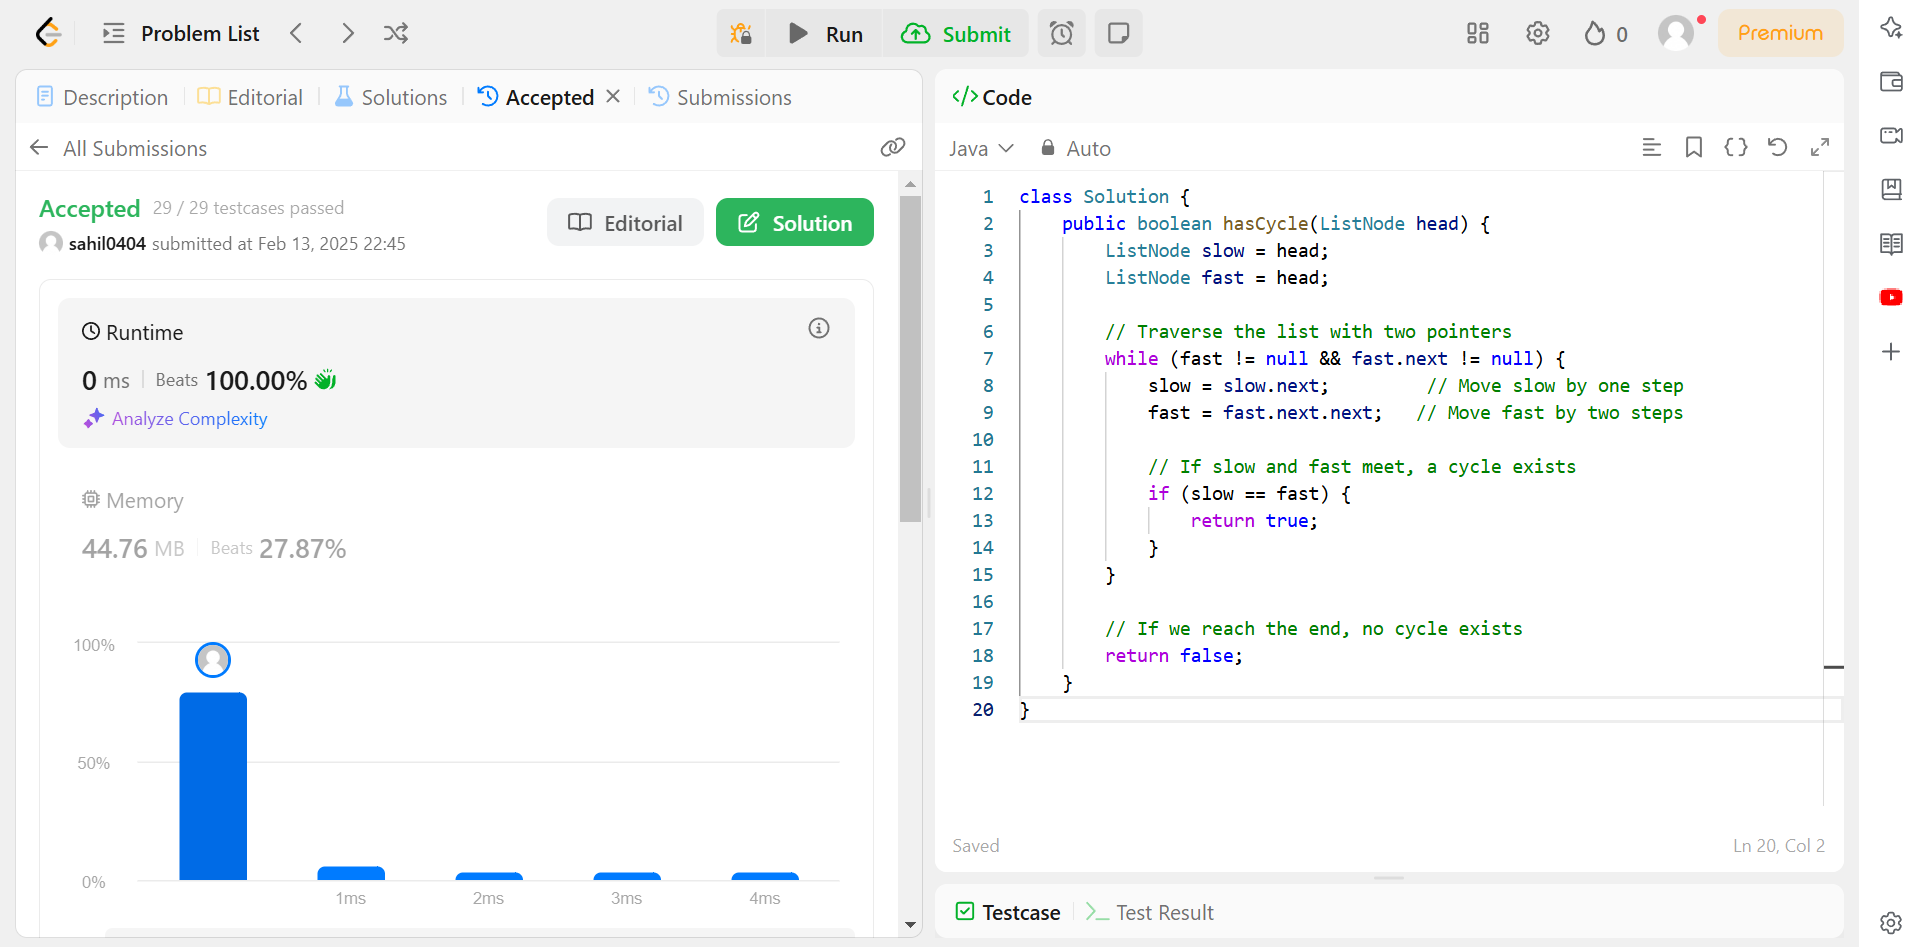 Problem List
Run
Submit
0
Premium
Description
Editorial
Solutions
Accepted
Submissions
All Submissions
Accepted 29 / 29 testcases passed
sahil0404 submitted at Feb 13, 2025 22:45
Editorial
Solution
Runtime
0 ms Beats 100.00%
Analyze Complexity
Memory
44.76 MB Beats 27.87%
100%
50%
0%
1ms 2ms 3ms 4ms
</> Code
Java Auto
1 class Solution {
2 public boolean hasCycle(ListNode head) {
3 ListNode slow = head;
4 ListNode fast = head;
5
6 // Traverse the list with two pointers
7 while (fast != null && fast.next != null) {
8 slow = slow.next; // Move slow by one step
9 fast = fast.next.next; // Move fast by two steps
10
11 // If slow and fast meet, a cycle exists
12 if (slow == fast) {
13 return true;
14 }
15 }
16
17 // If we reach the end, no cycle exists
18 return false;
19 }
20 }
Saved
Ln 20, Col 2
Testcase
Test Result